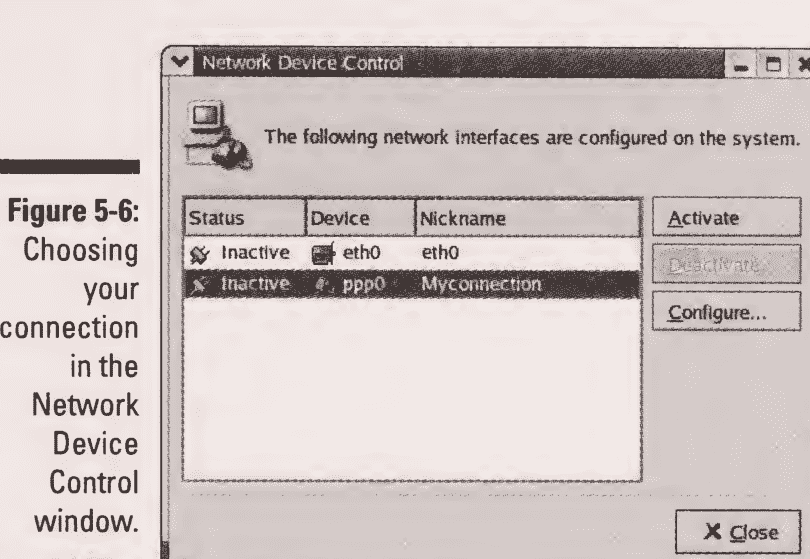 Network Device Control
The following network interfaces are configured on the system.
Figure 5-6:
Choosing
your
connection
in the
Network
Device
Control
window.
Status Device Nickname
Inactive eth0 eth0
Inactive ppp0 Myconnection
Activate
Deactivate
Configure...
Close